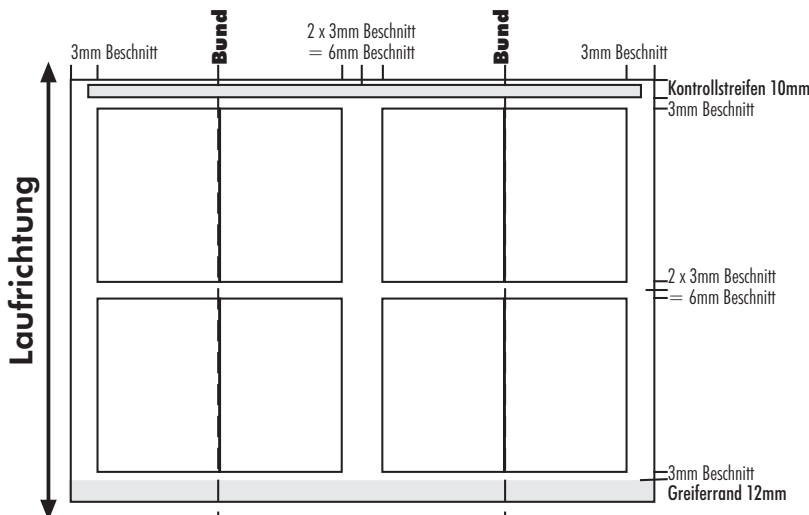 3mm Beschnitt
Bund
2 x 3mm Beschnitt
= 6mm Beschnitt
Bund
3mm Beschnitt
Kontrollstreifen 10mm
3mm Beschnitt
Laufrichtung
2 x 3mm Beschnitt
= 6mm Beschnitt
3mm Beschnitt
Greiferrand 12mm